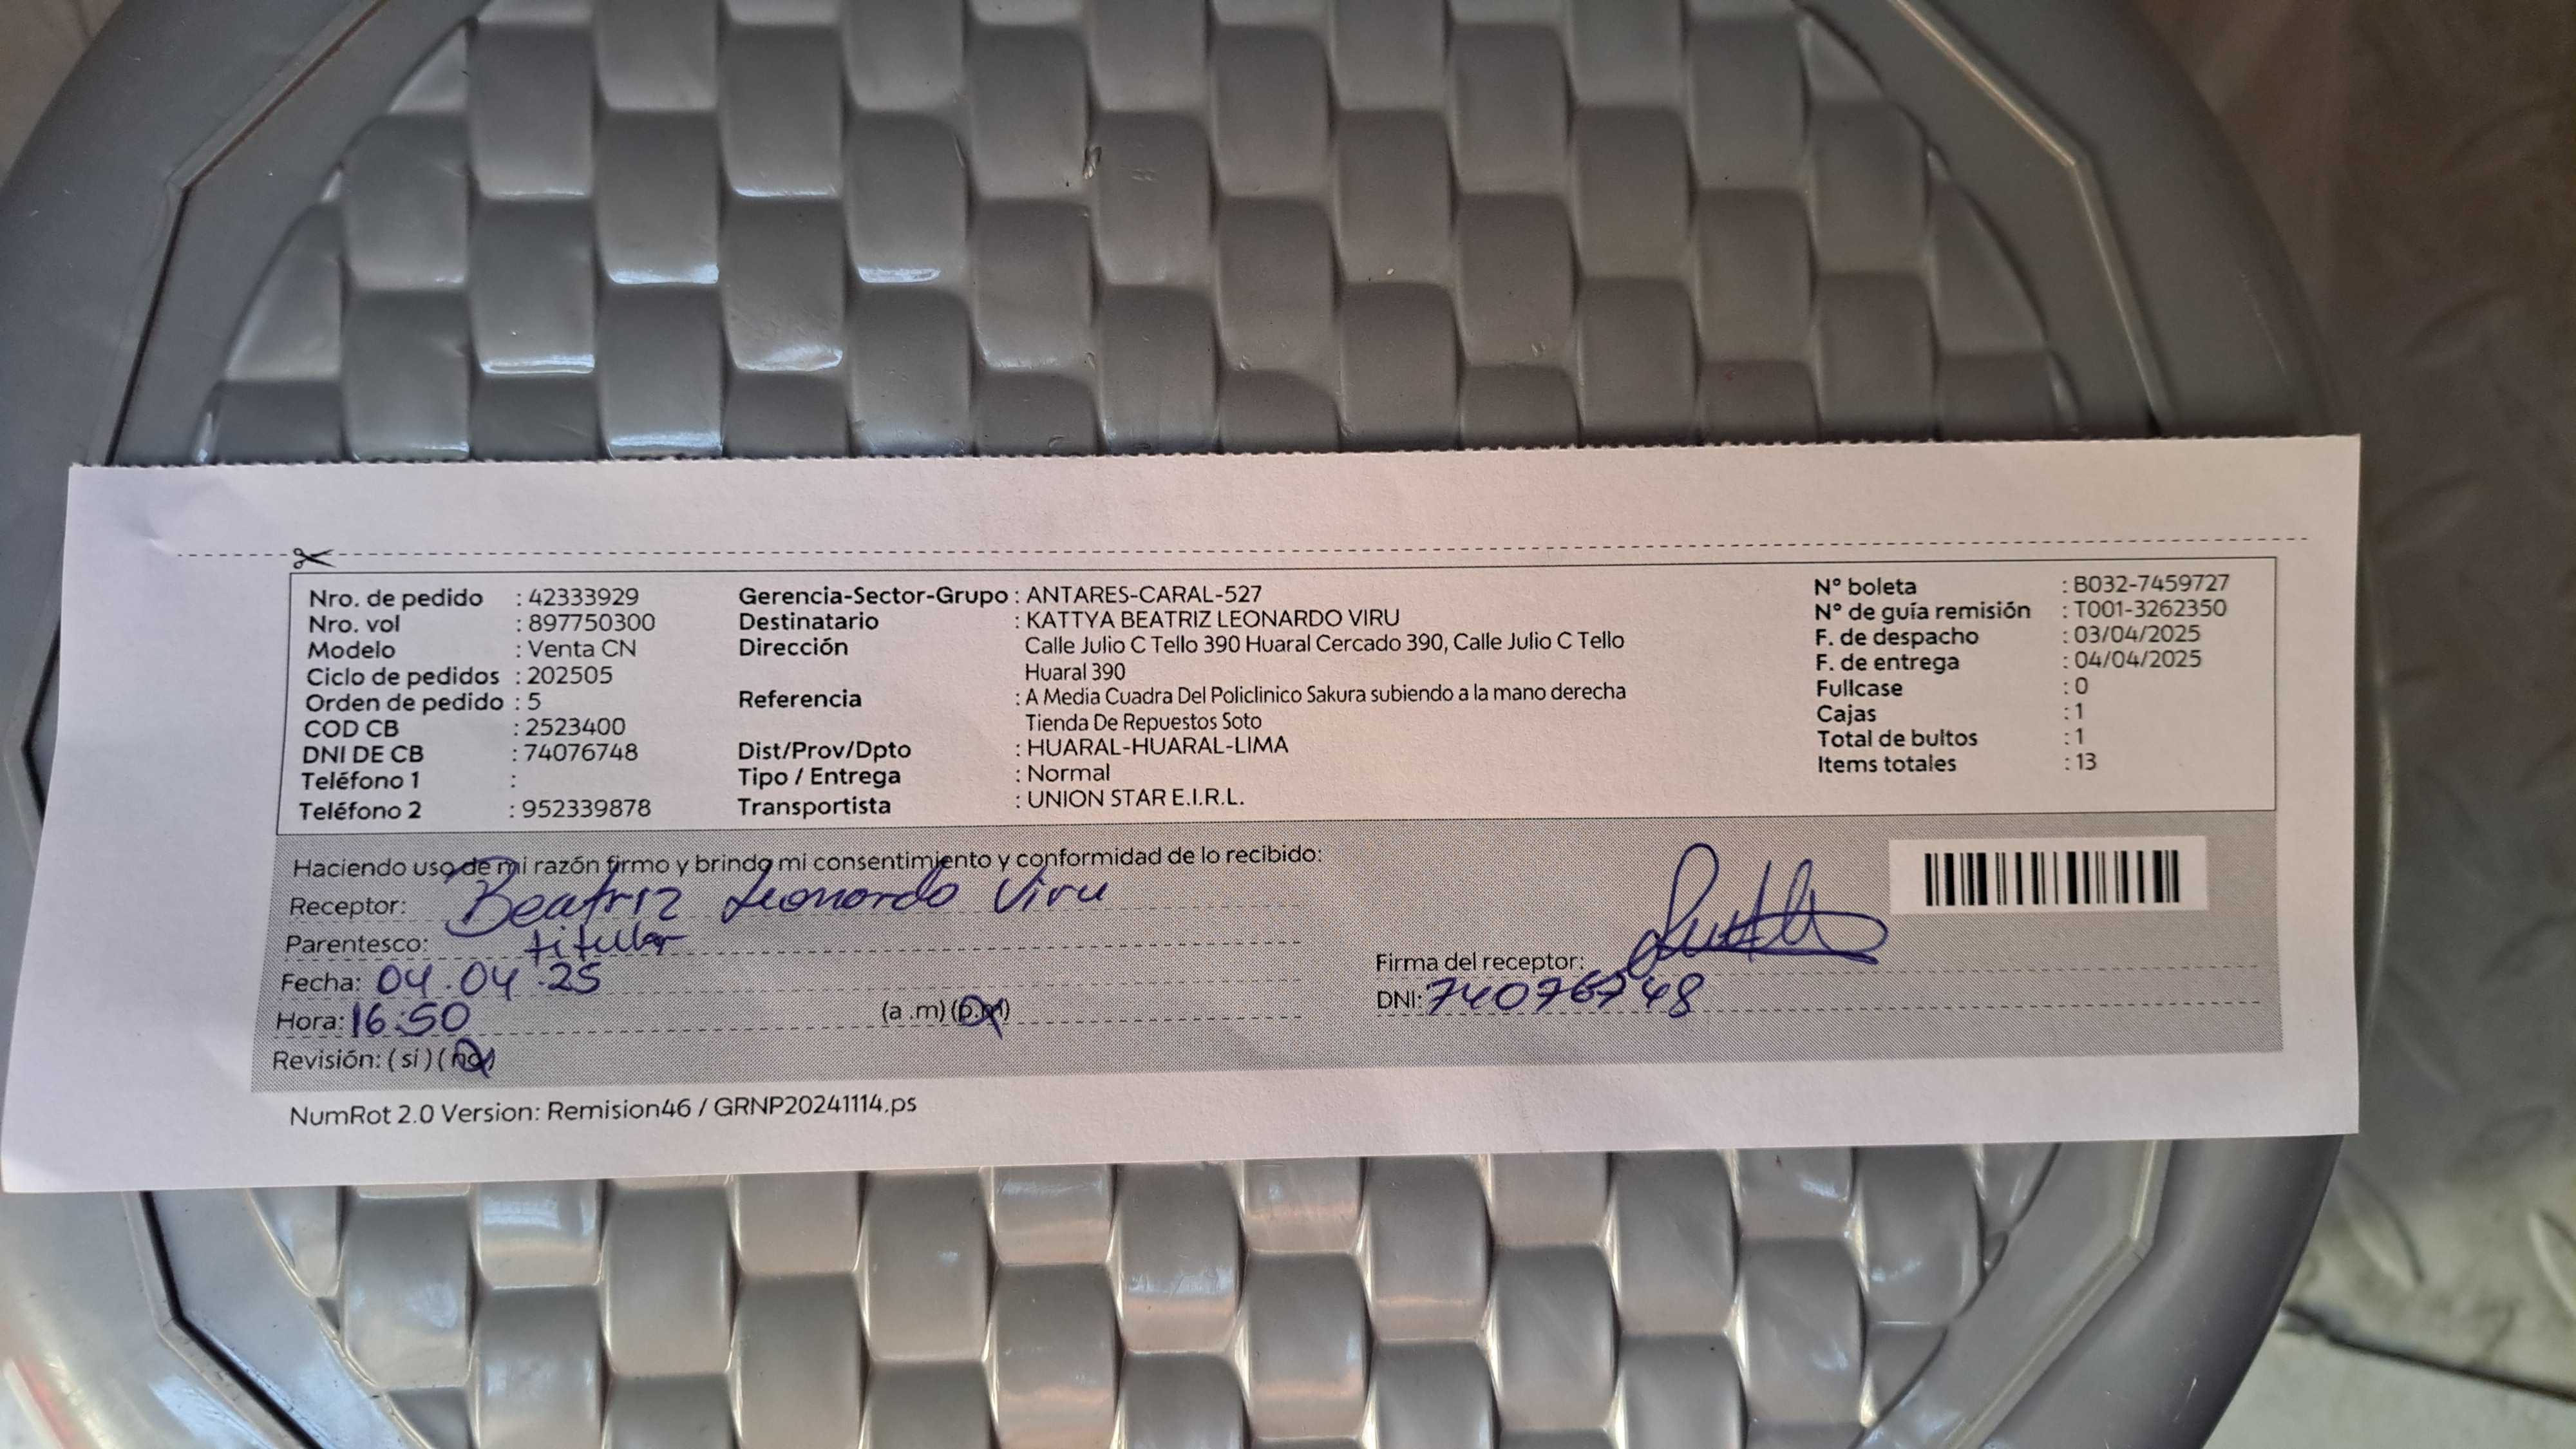 Nro. de pedido : 42333929
Nro. vol : 897750300
Modelo : Venta CN
Ciclo de pedidos : 202505
Orden de pedido : 5
COD CB : 2523400
DNI DE CB : 74076748
Teléfono 1 :
Teléfono 2 : 952339878
Gerencia-Sector-Grupo : ANTARES-CARAL-527
Destinatario : KATTYA BEATRIZ LEONARDO VIRU
Dirección Calle Julio C Tello 390 Huaral Cercado 390, Calle Julio C Tello
Huaral 390
Referencia : A Media Cuadra Del Policlinico Sakura subiendo a la mano derecha
Tienda De Repuestos Soto
Dist/Prov/Dpto : HUARAL-HUARAL-LIMA
Tipo / Entrega : Normal
Transportista : UNION STAR E.I.R.L.
N° boleta : B032-7459727
N° de guía remisión : T001-3262350
F. de despacho : 03/04/2025
F. de entrega : 04/04/2025
Fullcase : 0
Cajas : 1
Total de bultos : 1
Items totales : 13
Haciendo uso de mi razón firmo y brindo mi consentimiento y conformidad de lo recibido:
Receptor: Beatriz Leonardo Viru
Parentesco: titular
Fecha: 04.04.25
Hora: 16:50 (a.m) (p.m)
Revisión: (si) (no)
Firma del receptor:
DNI: 74076748
NumRot 2.0 Version: Remision46 / GRNP20241114.ps